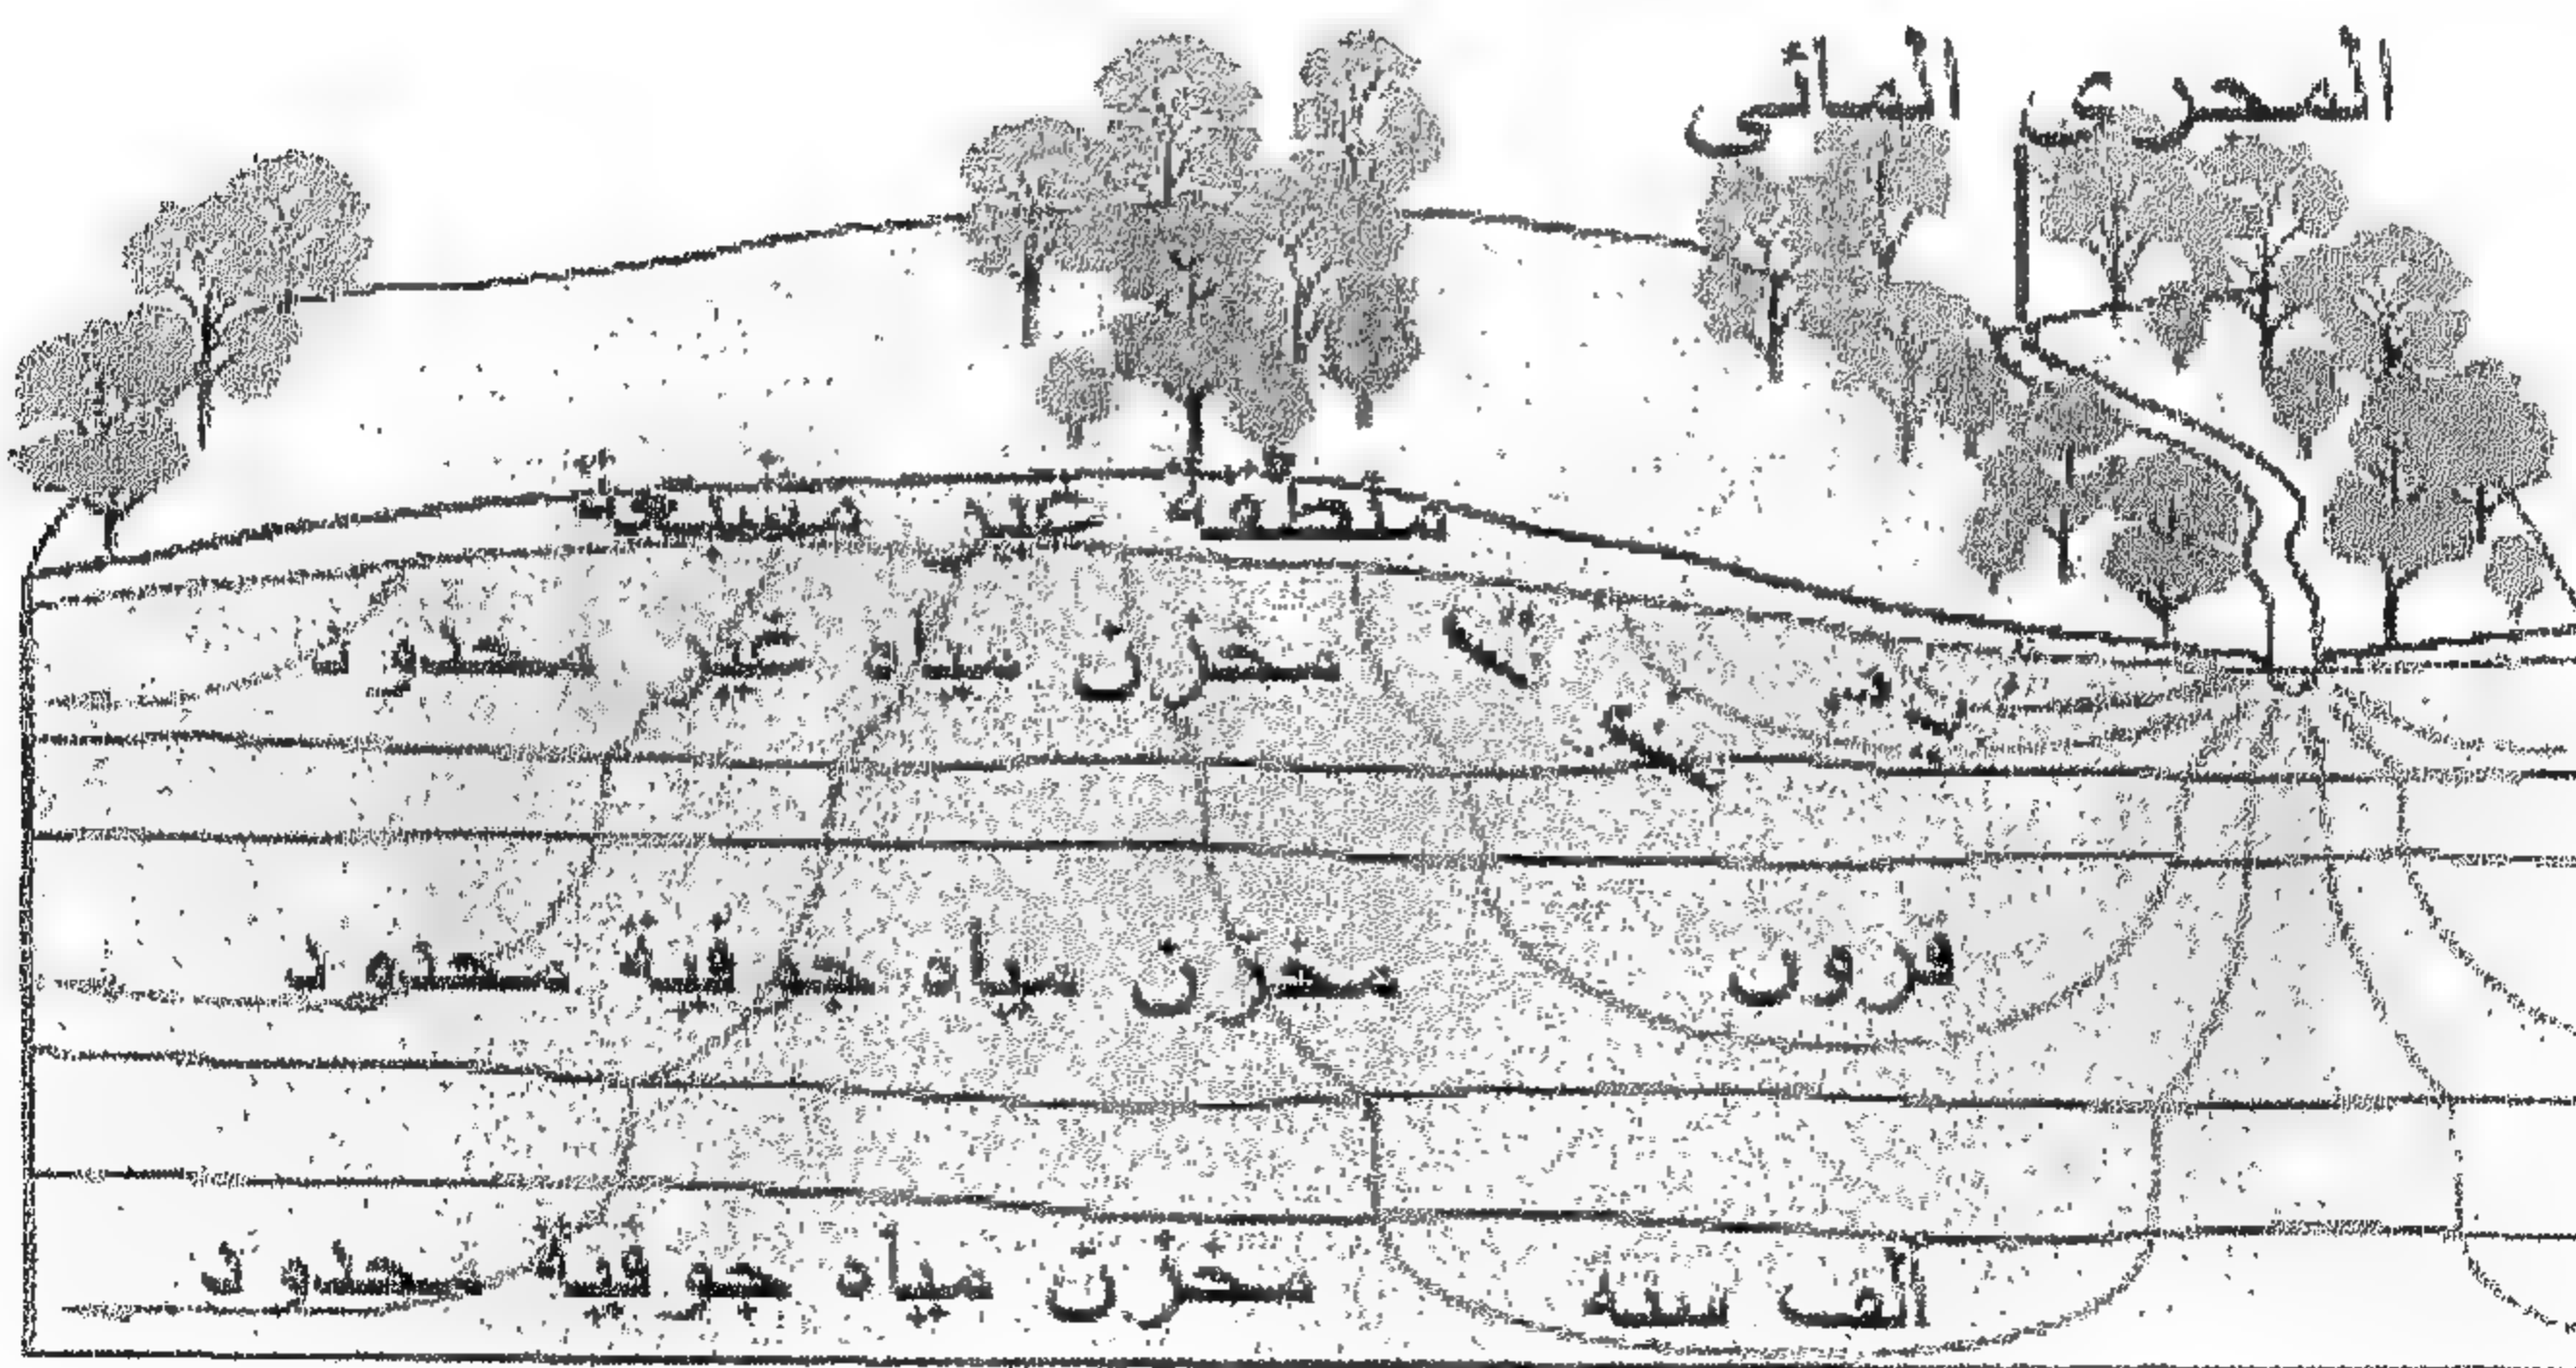 المجرى المائي
منطقة غير مشبعة
مخزن مياه غير محدود
مخزن مياه جوفية محدود
قرون
مخزن مياه جوفية محدود
ألف سنة